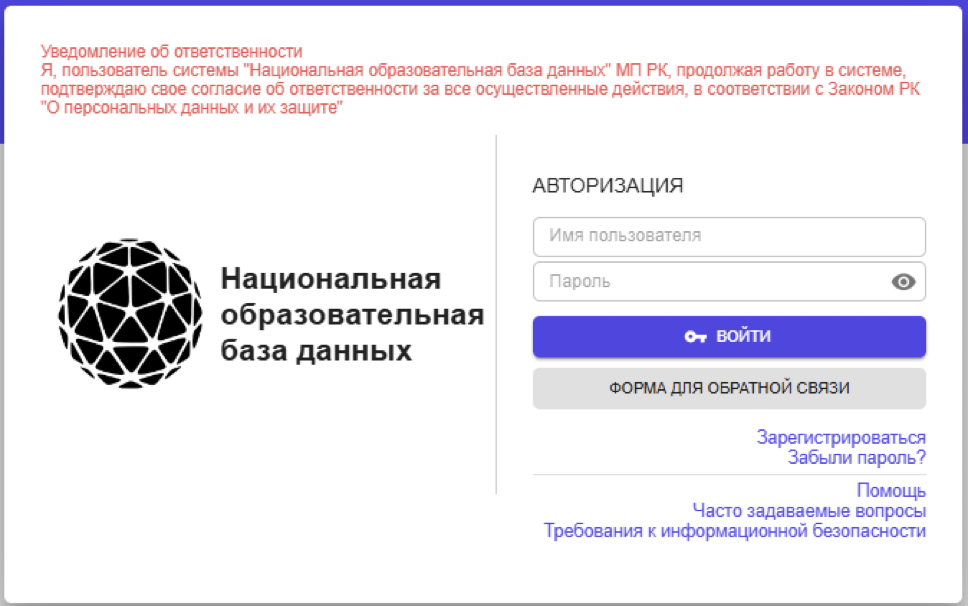 Уведомление об ответственности
Я, пользователь системы "Национальная образовательная база данных" МП РК, продолжая работу в системе,
подтверждаю свое согласие об ответственности за все осуществленные действия, в соответствии с Законом РК
"О персональных данных и их защите"
Национальная
образовательная
база данных
АВТОРИЗАЦИЯ
Имя пользователя
Пароль
ВОЙТИ
ФОРМА ДЛЯ ОБРАТНОЙ СВЯЗИ
Зарегистрироваться
Забыли пароль?
Помощь
Часто задаваемые вопросы
Требования к информационной безопасности